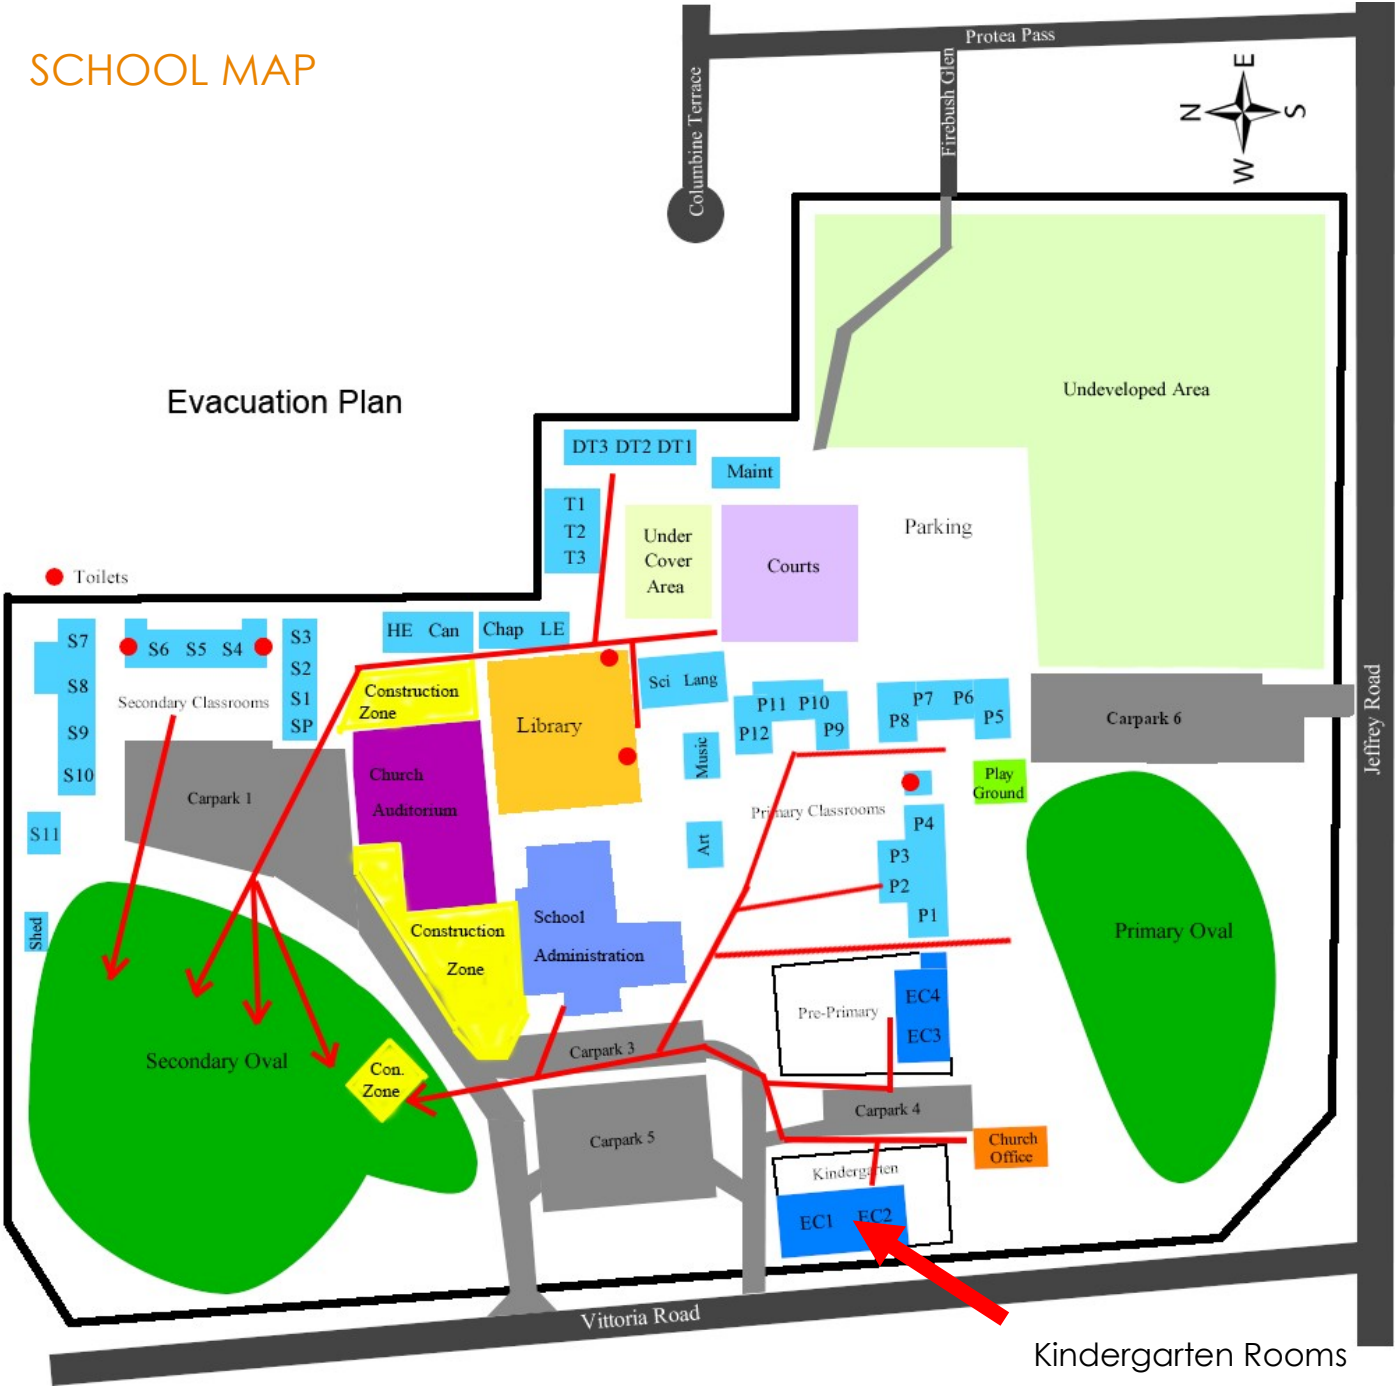 SCHOOL MAP
Protea Pass
Columbine Terrace
Firebush Glen
E
N
S
W
Undeveloped Area
Evacuation Plan
DT3 DT2 DT1
Maint
T1
T2
T3
Under
Cover
Area
Courts
Parking
Toilets
S7
S8
S9
S10
S6 S5 S4
S3
S2
S1
SP
Secondary Classrooms
HE Can
Chap LE
Construction
Zone
Library
Sci Lang
P11 P10
P12
P9
P7 P6
P8
P5
Carpark 6
Jeffrey Road
Carpark 1
Church
Auditorium
Music
Play
Ground
Primary Classrooms
S11
Art
P4
P3
P2
P1
Shed
School
Administration
Construction
Zone
Primary Oval
Pre-Primary
EC4
EC3
Secondary Oval
Con.
Zone
Carpark 3
Carpark 4
Carpark 5
Church
Office
Kindergarten
EC1 EC2
Vittoria Road
Kindergarten Rooms